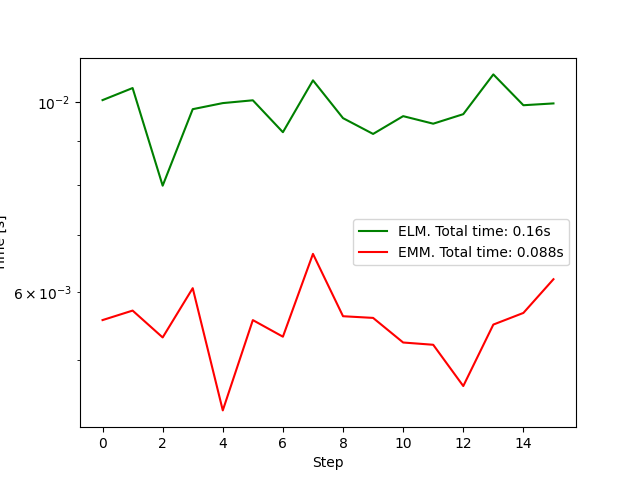 10⁻²
6 × 10⁻³
Time [s]
ELM. Total time: 0.16s
EMM. Total time: 0.088s
0 2 4 6 8 10 12 14
Step